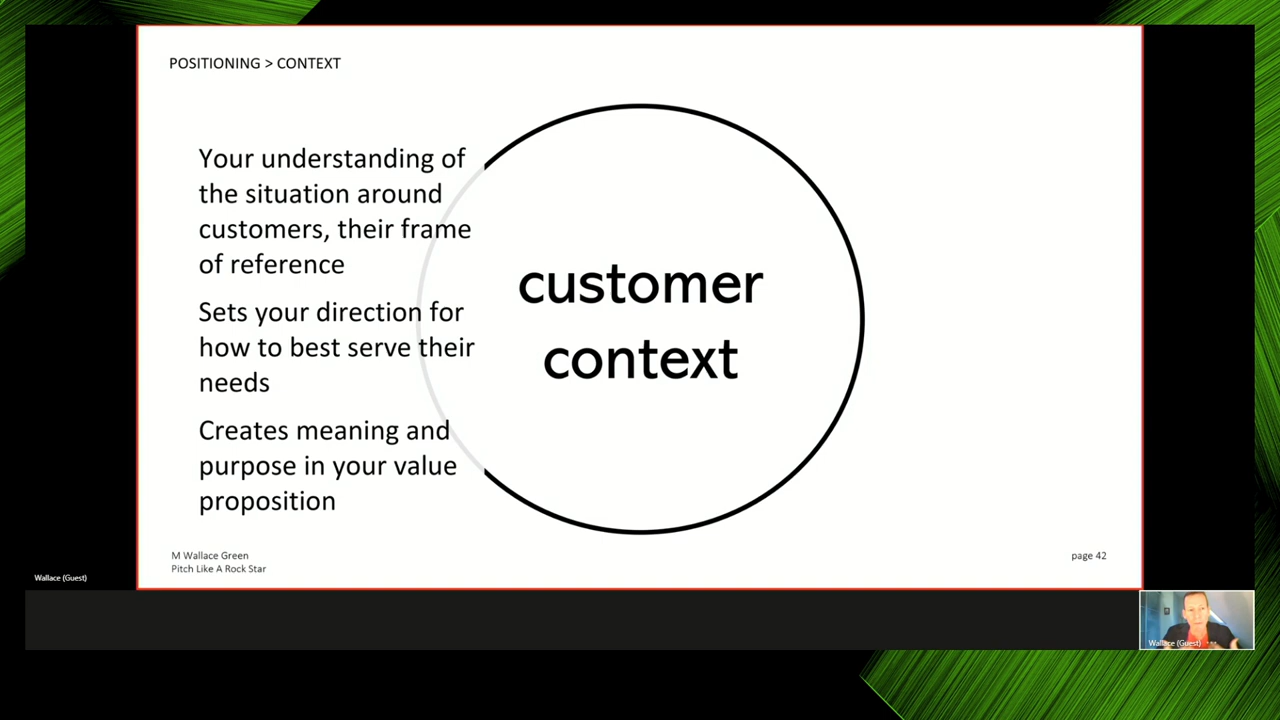 POSITIONING > CONTEXT
Your understanding of
the situation around
customers, their frame
of reference
Sets your direction for
how to best serve their
needs
Creates meaning and
purpose in your value
proposition
customer
context
M Wallace Green
Pitch Like A Rock Star
page 42
Wallace (Guest)
Wallace (Guest)